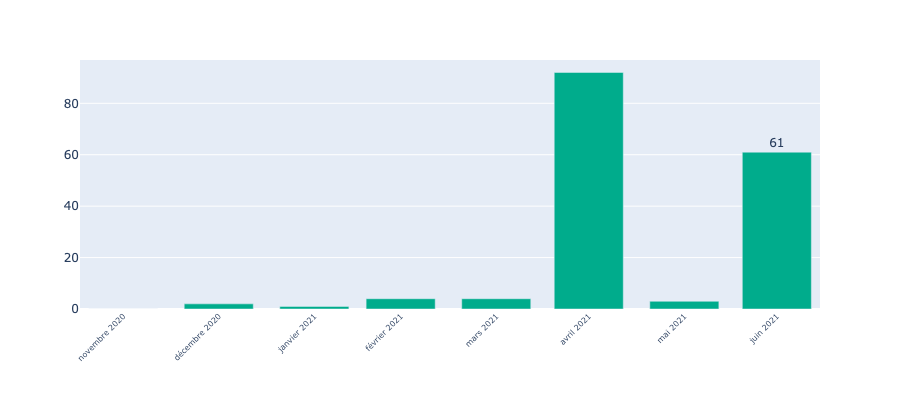 80
60
40
20
0
61
novembre 2020
décembre 2020
janvier 2021
février 2021
mars 2021
avril 2021
mai 2021
juin 2021